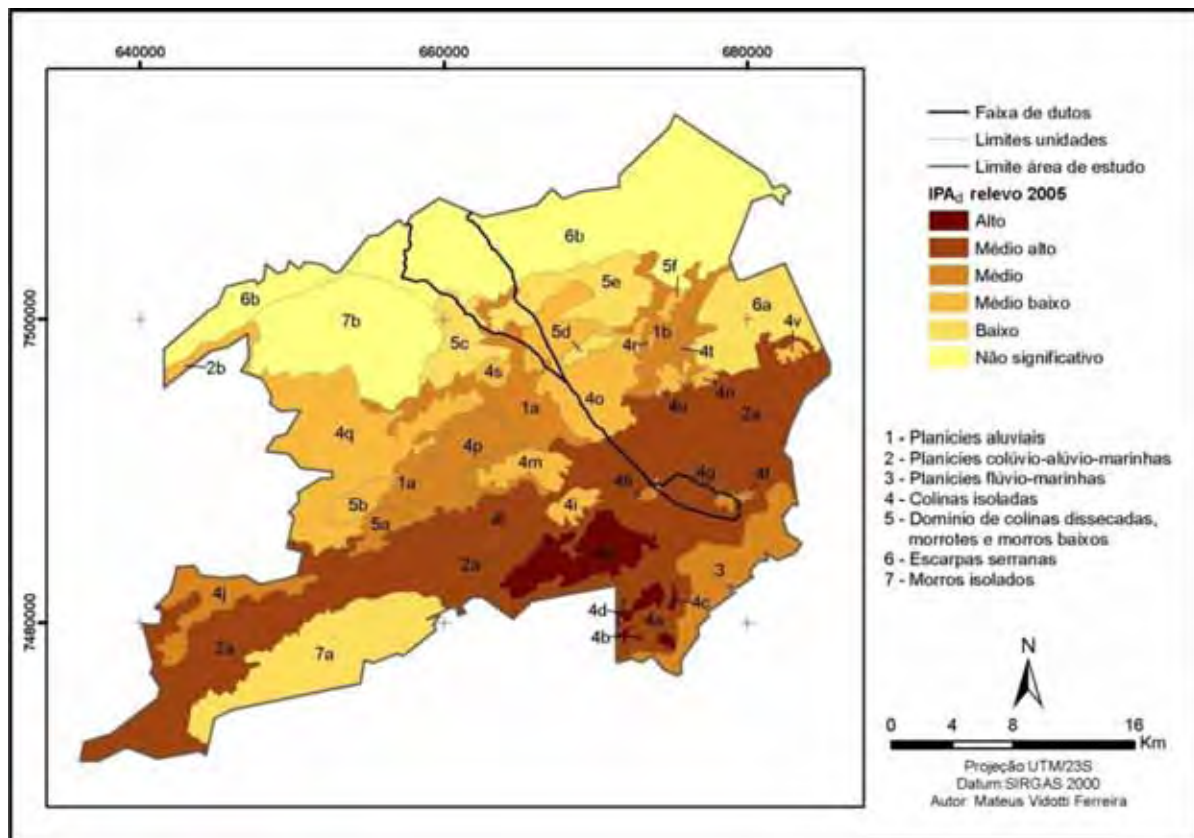 640000
660000
680000
7500000
7480000
6b
5f
5e
6a
6b
7b
5d
1b
4v
5c
4r
4t
4s
2b
4o
4n
4u
2a
1a
4q
4p
4m
4g
1a
4h
4f
5b
4i
5a
2a
3
4j
4c
4d
4a
4b
2a
7a
Faixa de dutos
Limites unidades
Limite área de estudo
IPAd relevo 2005
Alto
Médio alto
Médio
Médio baixo
Baixo
Não significativo
1 - Planícies aluviais
2 - Planícies colúvio-alúvio-marinhas
3 - Planícies flúvio-marinhas
4 - Colinas isoladas
5 - Domínio de colinas dissecadas,
morrotes e morros baixos
6 - Escarpas serranas
7 - Morros isolados
N
0 4 8 16
Km
Projeção UTM/23S
Datum:SIRGAS 2000
Autor: Mateus Vidotti Ferreira